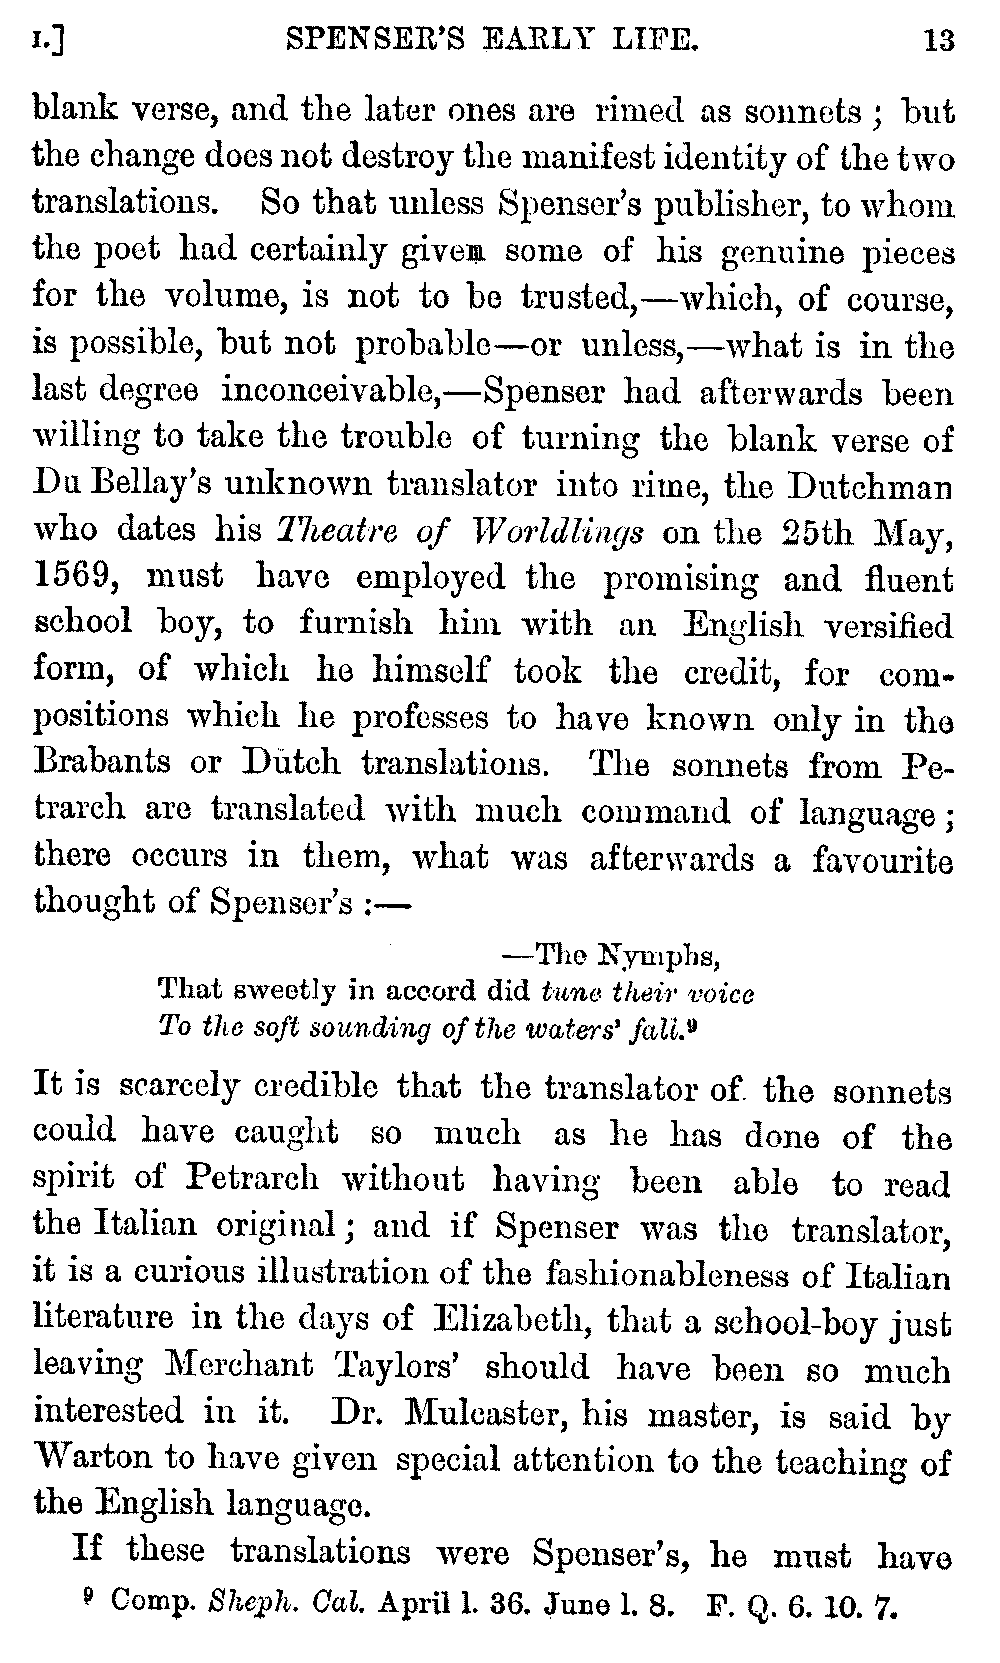 I.] SPENSER'S EARLY LIFE. 13
blank verse, and the later ones are rimed as sonnets ; but
the change does not destroy the manifest identity of the two
translations. So that unless Spenser's publisher, to whom
the poet had certainly given some of his genuine pieces
for the volume, is not to be trusted,—which, of course,
is possible, but not probable—or unless,—what is in the
last degree inconceivable,—Spenser had afterwards been
willing to take the trouble of turning the blank verse of
Du Bellay's unknown translator into rime, the Dutchman
who dates his Theatre of Worldlings on the 25th May,
1569, must have employed the promising and fluent
school boy, to furnish him with an English versified
form, of which he himself took the credit, for com-
positions which he professes to have known only in the
Brabants or Dutch translations. The sonnets from Pe-
trarch are translated with much command of language ;
there occurs in them, what was afterwards a favourite
thought of Spenser's :—
—The Nymphs,
That sweetly in accord did tune their voice
To the soft sounding of the waters' fall.⁹
It is scarcely credible that the translator of the sonnets
could have caught so much as he has done of the
spirit of Petrarch without having been able to read
the Italian original ; and if Spenser was the translator,
it is a curious illustration of the fashionableness of Italian
literature in the days of Elizabeth, that a school-boy just
leaving Merchant Taylors' should have been so much
interested in it. Dr. Mulcaster, his master, is said by
Warton to have given special attention to the teaching of
the English language.
If these translations were Spenser's, he must have
⁹ Comp. Sheph. Cal. April l. 36. June l. 8. F. Q. 6. 10. 7.